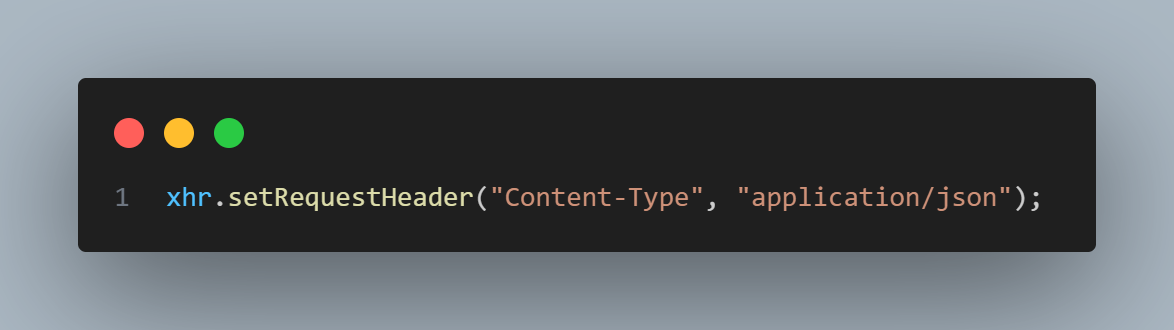 1 xhr.setRequestHeader("Content-Type", "application/json");